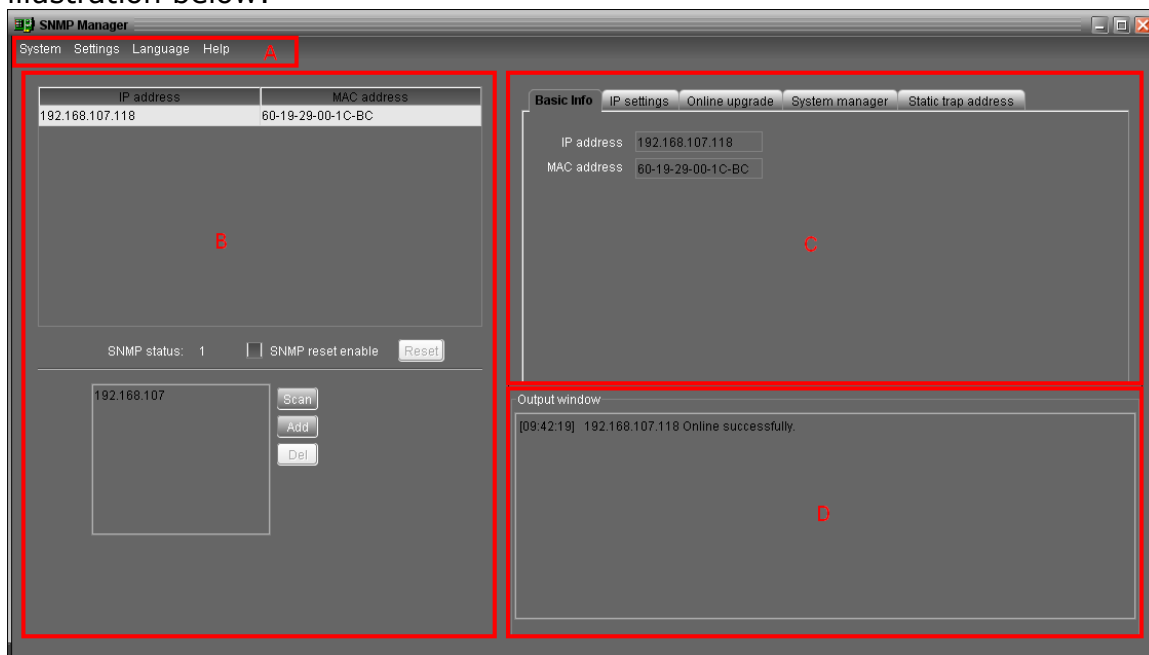 illustration below:
SNMP Manager
System Settings Language Help A
IP address MAC address
192.168.107.118 60-19-29-00-1C-BC
B
SNMP status: 1 SNMP reset enable Reset
192.168.107
Scan
Add
Del
Basic Info IP settings Online upgrade System manager Static trap address
IP address 192.168.107.118
MAC address 60-19-29-00-1C-BC
C
Output window
[09:42:19] 192.168.107.118 Online successfully.
D